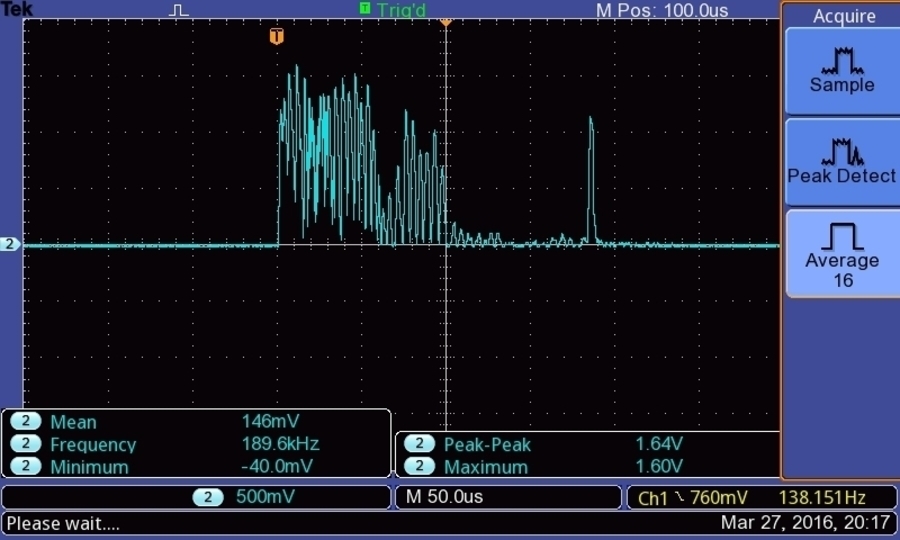 Tek T Trig'd M Pos: 100.0us
Acquire
T
Sample
Peak Detect
2
Average
16
2 Mean 146mV
2 Frequency 189.6kHz
2 Minimum -40.0mV
2 Peak-Peak 1.64V
2 Maximum 1.60V
2 500mV M 50.0us Ch1 760mV 138.151Hz
Please wait.... Mar 27, 2016, 20:17